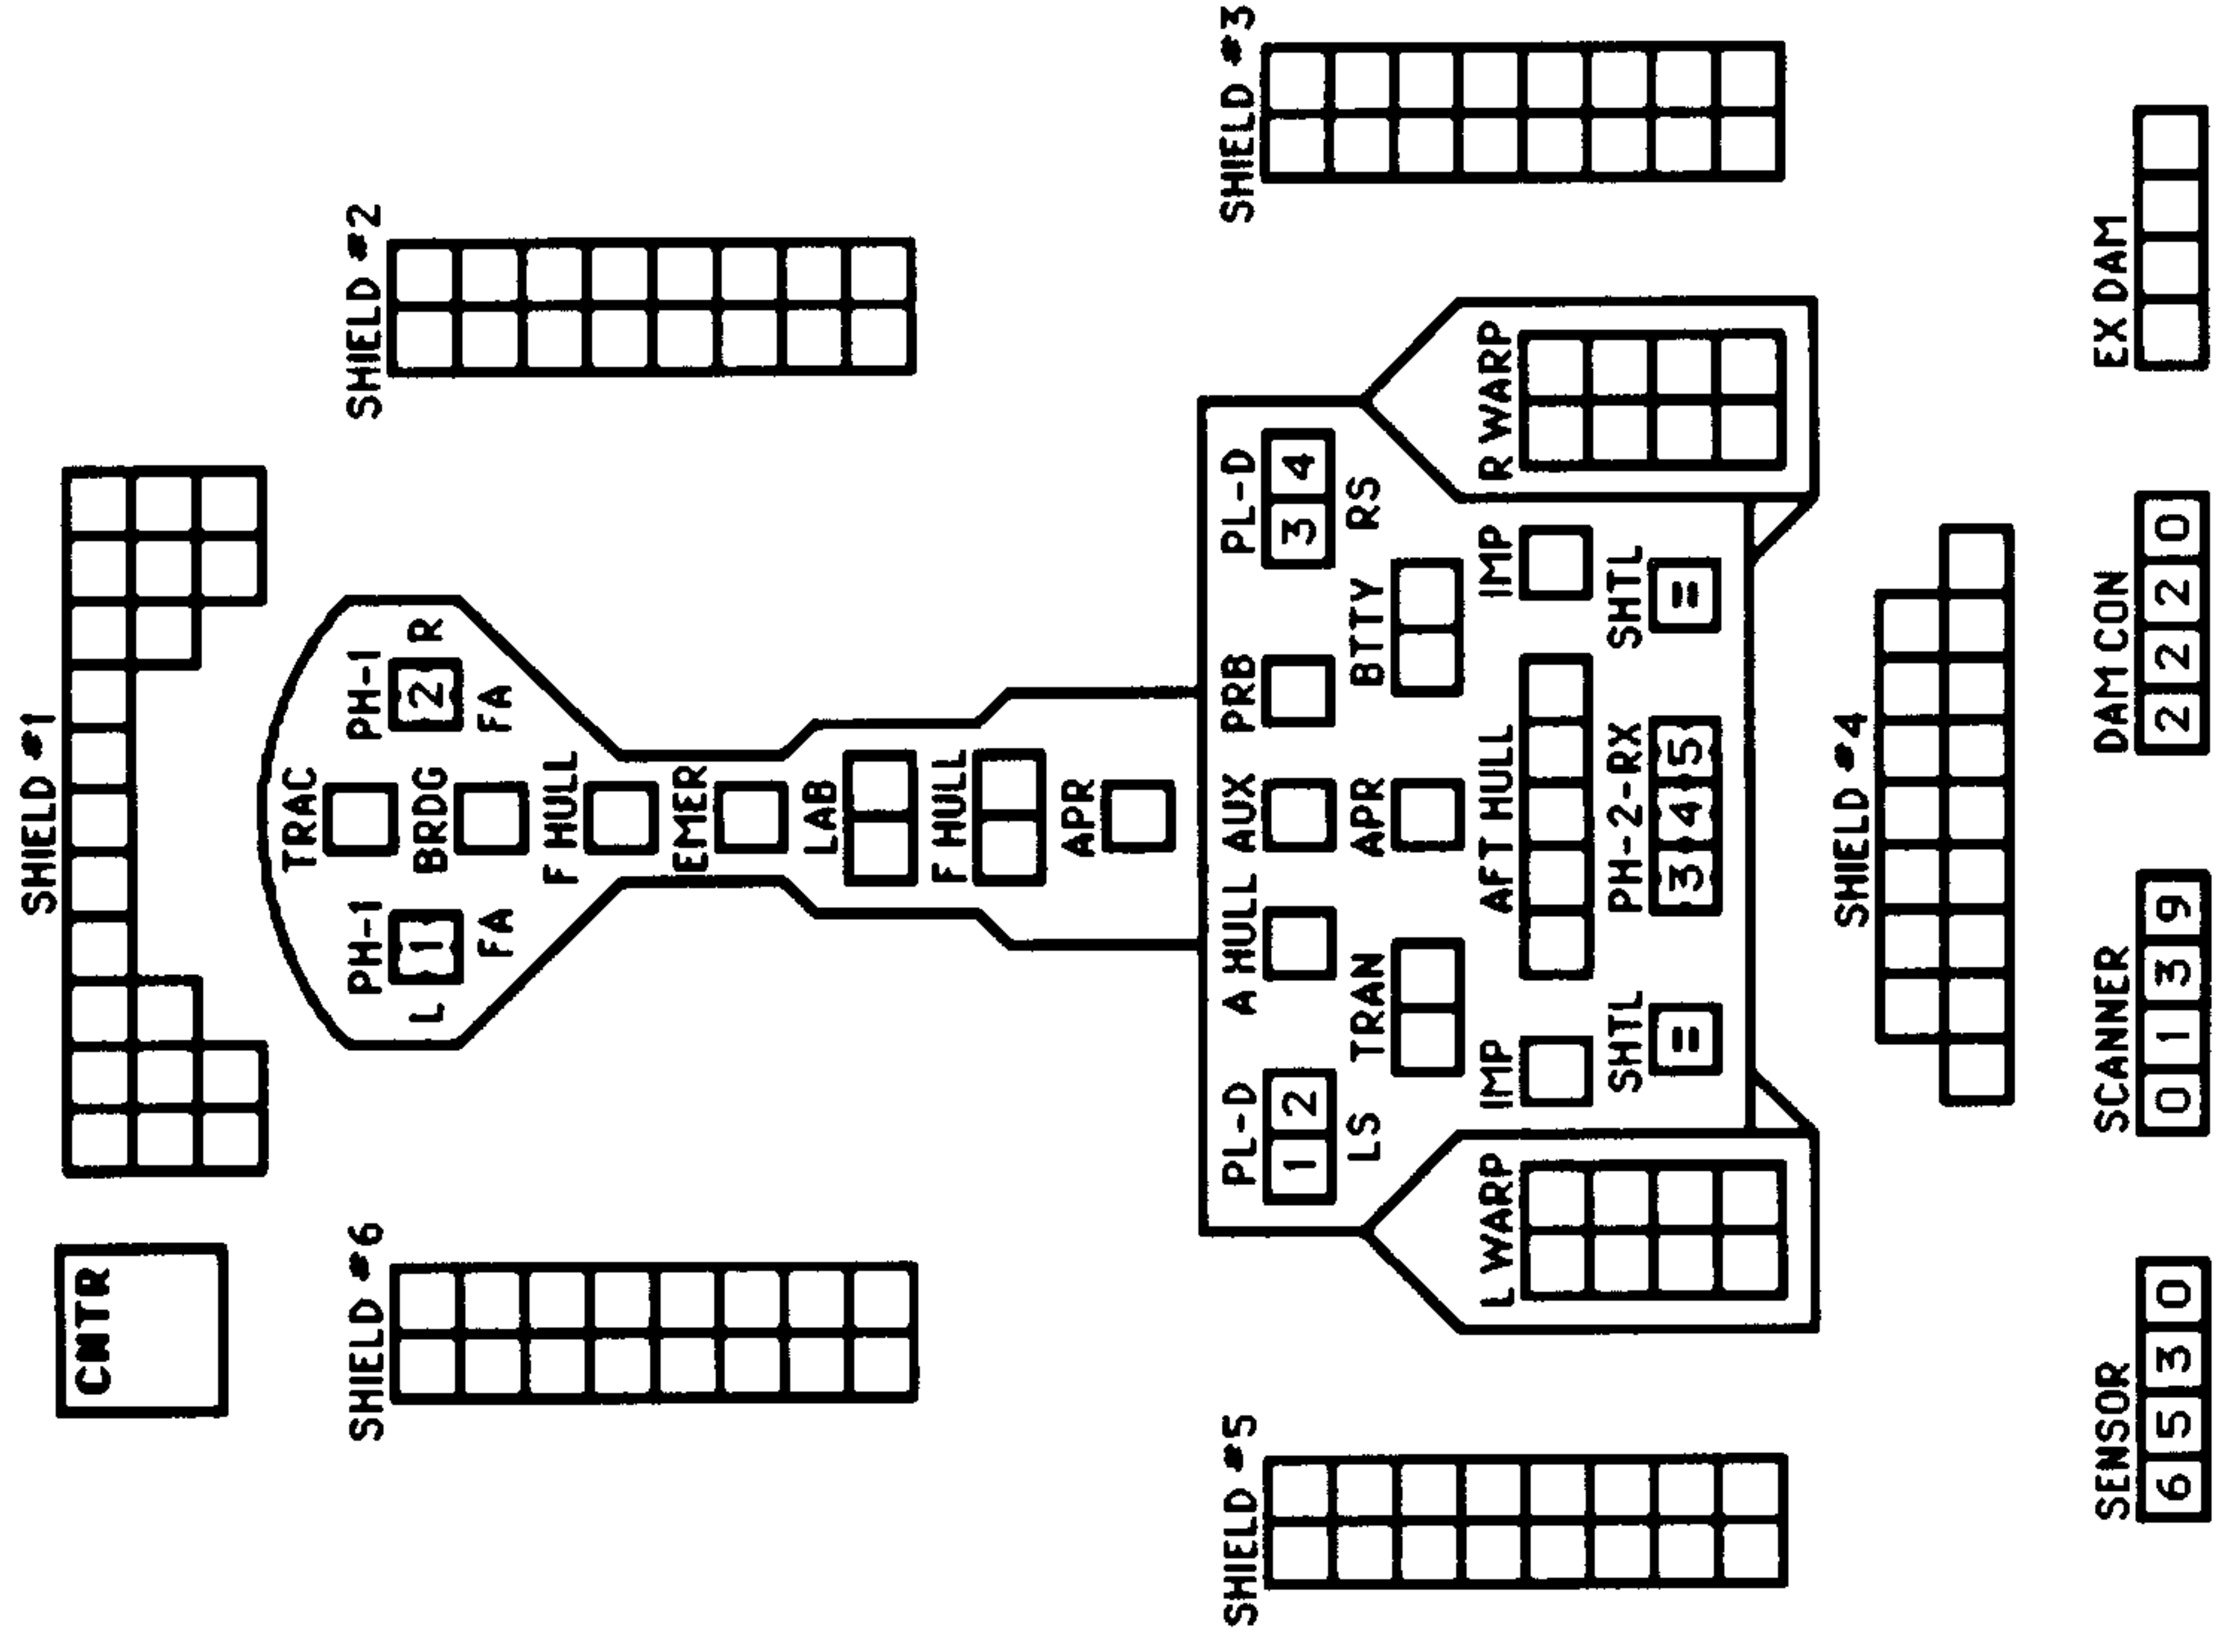 SHIELD #1
CNTR
TRAC
SHIELD #6 PH-1 PH-1 SHIELD #2
L 1 BRDG 2 R
FA FA
F HULL
EMER
LAB
F HULL
APR
SHIELD #5 PL-D A HULL AUX PRB PL-D SHIELD #3
1 2 3 4
LS TRAN APR BTTY RS
L WARP IMP AFT HULL IMP R WARP
SHTL PH-2-RX SHTL
= 3 4 5 =
SHIELD #4
SENSOR SCANNER DAM CON EX DAM
6 5 3 0 0 1 3 9 2 2 2 0